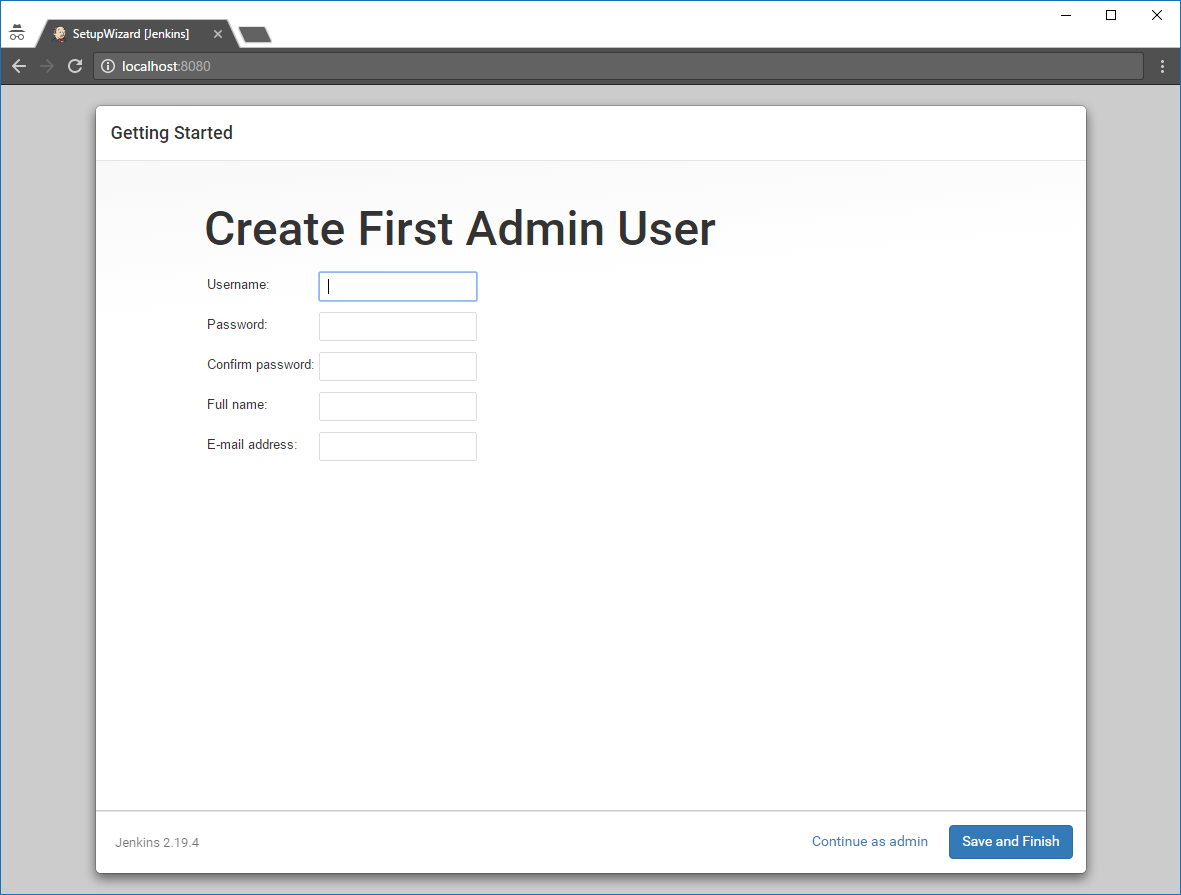 SetupWizard [Jenkins]
localhost:8080
Getting Started
Create First Admin User
Username:
Password:
Confirm password:
Full name:
E-mail address:
Jenkins 2.19.4
Continue as admin
Save and Finish